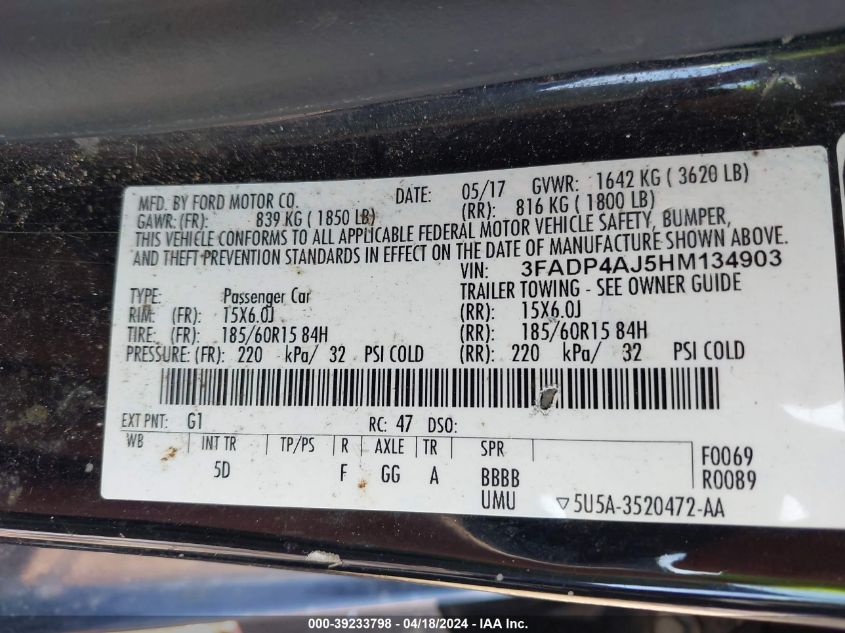 MFD. BY FORD MOTOR CO. DATE: 05/17 GVWR: 1642 KG ( 3620 LB)
GAWR: (FR): 839 KG ( 1850 LB) (RR): 816 KG ( 1800 LB)
THIS VEHICLE CONFORMS TO ALL APPLICABLE FEDERAL MOTOR VEHICLE SAFETY, BUMPER,
AND THEFT PREVENTION STANDARDS IN EFFECT ON THE DATE OF MANUFACTURE SHOWN ABOVE.
VIN: 3FADP4AJ5HM134903
TYPE: Passenger Car TRAILER TOWING - SEE OWNER GUIDE
RIM: (FR): 15X6.0J (RR): 15X6.0J
TIRE: (FR): 185/60R15 84H (RR): 185/60R15 84H
PRESSURE: (FR): 220 kPa/ 32 PSI COLD (RR): 220 kPa/ 32 PSI COLD
EXT PNT: G1 RC: 47 DSO:
WB INT TR TP/PS R AXLE TR SPR F0069
5D F GG A BBBB R0089
UMU ▽5U5A-3520472-AA
000-39233798 - 04/18/2024 - IAA Inc.